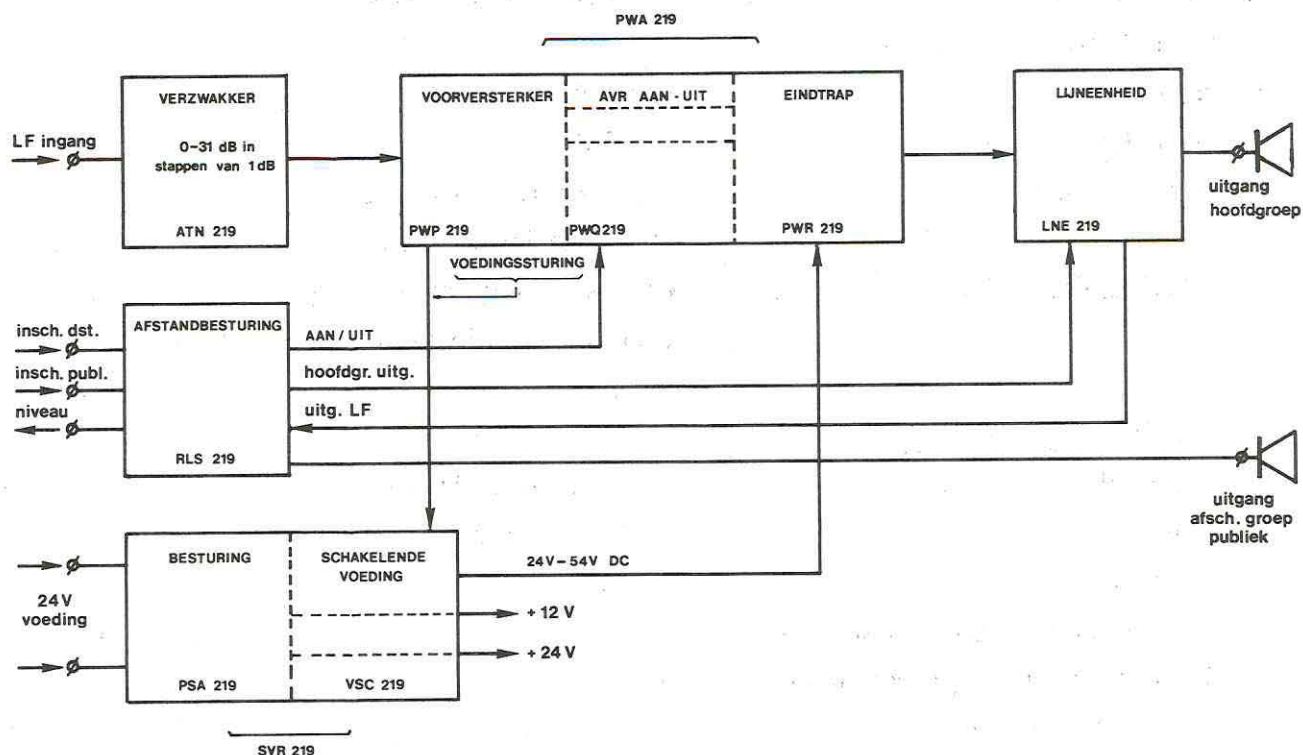 PWA 219
VERZWAKKER
VOORVERSTERKER
AVR AAN-UIT
EINDTRAP
LIJNEENHEID
LF ingang
0-31 dB in
stappen van 1dB
uitgang
hoofdgroep
ATN 219
PWP 219
PWQ219
PWR 219
LNE 219
VOEDINGSSTURING
AFSTANDBESTURING
insch. dst.
AAN/UIT
insch. publ.
hoofdgr. uitg.
niveau
uitg. LF
RLS 219
uitgang
afsch. groep
publiek
BESTURING
SCHAKELENDE
VOEDING
24V-54V DC
24V
voeding
+ 12 V
+ 24 V
PSA 219
VSC 219
SVR 219